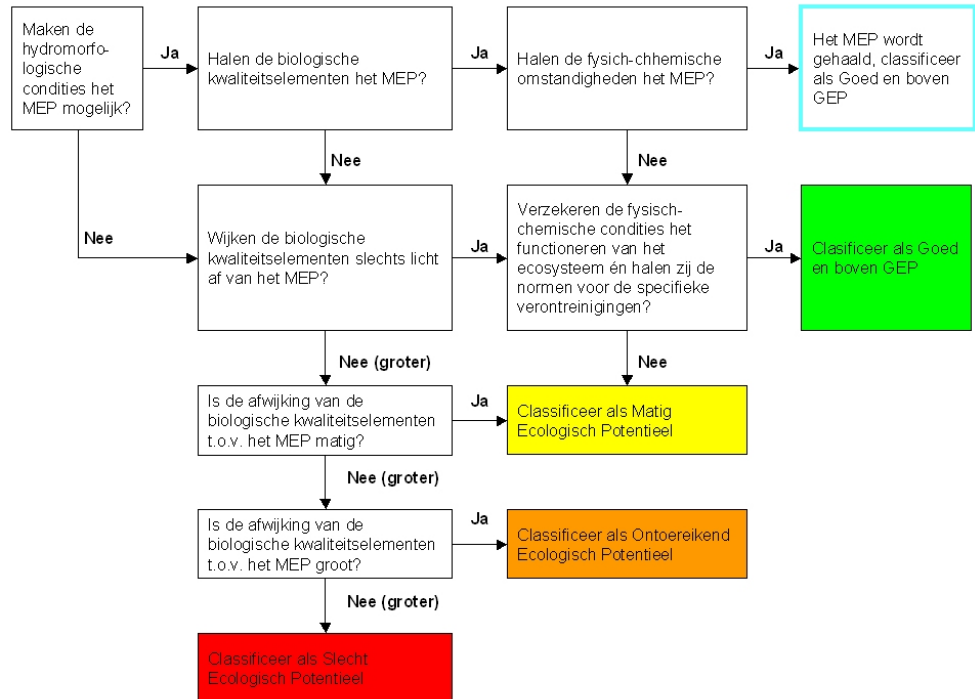 Maken de
hydromorfo-
logische
condities het
MEP mogelijk?
Ja
Halen de biologische
kwaliteitselementen het MEP?
Ja
Halen de fysich-chhemische
omstandigheden het MEP?
Ja
Het MEP wordt
gehaald, classificeer
als Goed en boven
GEP
Nee
Nee
Nee
Wijken de biologische
kwaliteitselementen slechts licht
af van het MEP?
Ja
Verzekeren de fysisch-
chemische condities het
functioneren van het
ecosysteem én halen zij de
normen voor de specifieke
verontreinigingen?
Ja
Clasificeer als Goed
en boven GEP
Nee (groter)
Nee
Is de afwijking van de
biologische kwaliteitselementen
t.o.v. het MEP matig?
Ja
Classificeer als Matig
Ecologisch Potentieel
Nee (groter)
Is de afwijking van de
biologische kwaliteitselementen
t.o.v. het MEP groot?
Ja
Classificeer als Ontoereikend
Ecologisch Potentieel
Nee (groter)
Classificeer als Slecht
Ecologisch Potentieel